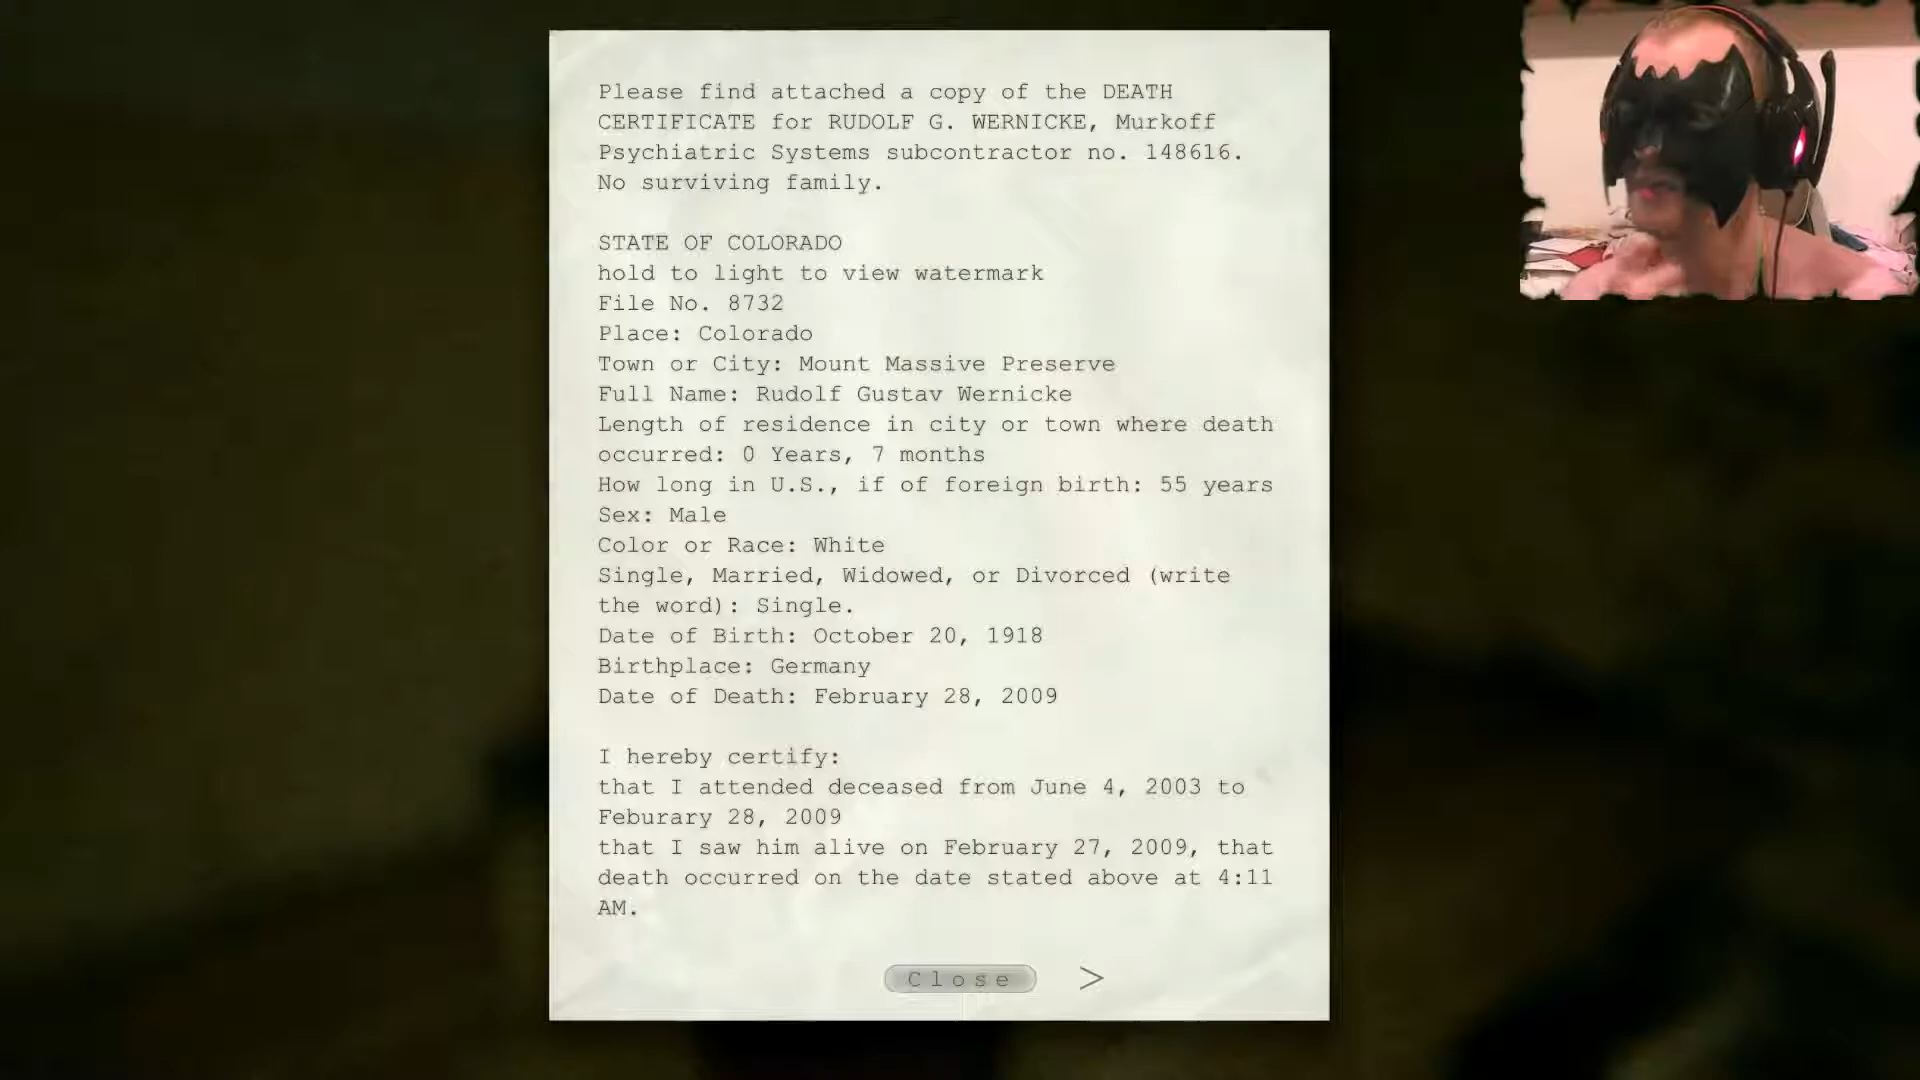 Please find attached a copy of the DEATH
CERTIFICATE for RUDOLF G. WERNICKE, Murkoff
Psychiatric Systems subcontractor no. 148616.
No surviving family.
STATE OF COLORADO
hold to light to view watermark
File No. 8732
Place: Colorado
Town or City: Mount Massive Preserve
Full Name: Rudolf Gustav Wernicke
Length of residence in city or town where death
occurred: 0 Years, 7 months
How long in U.S., if of foreign birth: 55 years
Sex: Male
Color or Race: White
Single, Married, Widowed, or Divorced (write
the word): Single.
Date of Birth: October 20, 1918
Birthplace: Germany
Date of Death: February 28, 2009
I hereby certify:
that I attended deceased from June 4, 2003 to
Feburary 28, 2009
that I saw him alive on February 27, 2009, that
death occurred on the date stated above at 4:11
AM.
Close >